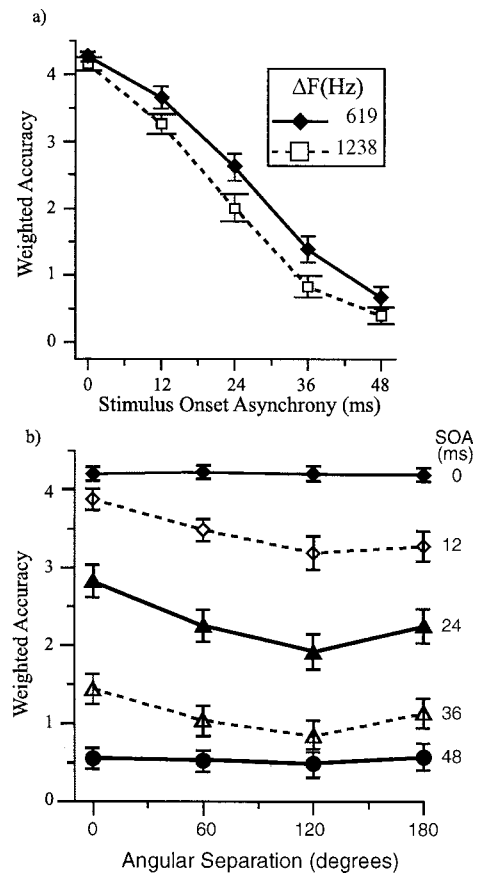 a)
4
3
2
1
0
Weighted Accuracy
ΔF(Hz)
619
1238
0 12 24 36 48
Stimulus Onset Asynchrony (ms)
b)
SOA
(ms)
4
3
2
1
0
Weighted Accuracy
0
12
24
36
48
0 60 120 180
Angular Separation (degrees)